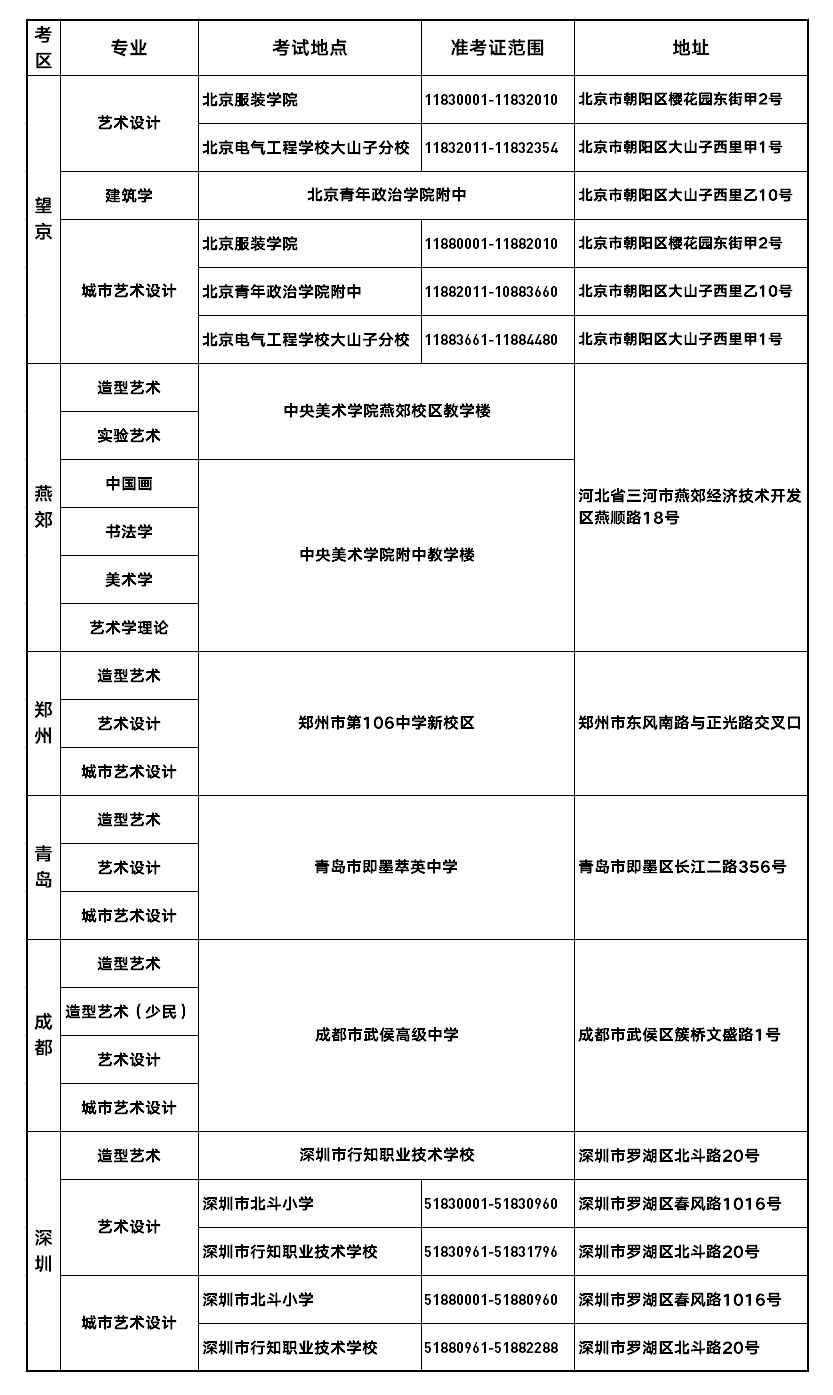 考区 专业 考试地点 准考证范围 地址
望京
艺术设计
北京服装学院 11830001-11832010 北京市朝阳区樱花园东街甲2号
北京电气工程学校大山子分校 11832011-11832354 北京市朝阳区大山子西里甲1号
建筑学 北京青年政治学院附中 北京市朝阳区大山子西里乙10号
城市艺术设计
北京服装学院 11880001-11882010 北京市朝阳区樱花园东街甲2号
北京青年政治学院附中 11882011-10883660 北京市朝阳区大山子西里乙10号
北京电气工程学校大山子分校 11883661-11884480 北京市朝阳区大山子西里甲1号
燕郊
造型艺术
实验艺术
中央美术学院燕郊校区教学楼
中国画
书法学
美术学
艺术学理论
中央美术学院附中教学楼
河北省三河市燕郊经济技术开发
区燕顺路18号
郑州
造型艺术
艺术设计
城市艺术设计
郑州市第106中学新校区 郑州市东风南路与正光路交叉口
青岛
造型艺术
艺术设计
城市艺术设计
青岛市即墨萃英中学 青岛市即墨区长江二路356号
成都
造型艺术
造型艺术（少民）
艺术设计
城市艺术设计
成都市武侯高级中学 成都市武侯区簇桥文盛路1号
深圳
造型艺术 深圳市行知职业技术学校 深圳市罗湖区北斗路20号
艺术设计
深圳市北斗小学 51830001-51830960 深圳市罗湖区春风路1016号
深圳市行知职业技术学校 51830961-51831796 深圳市罗湖区北斗路20号
城市艺术设计
深圳市北斗小学 51880001-51880960 深圳市罗湖区春风路1016号
深圳市行知职业技术学校 51880961-51882288 深圳市罗湖区北斗路20号